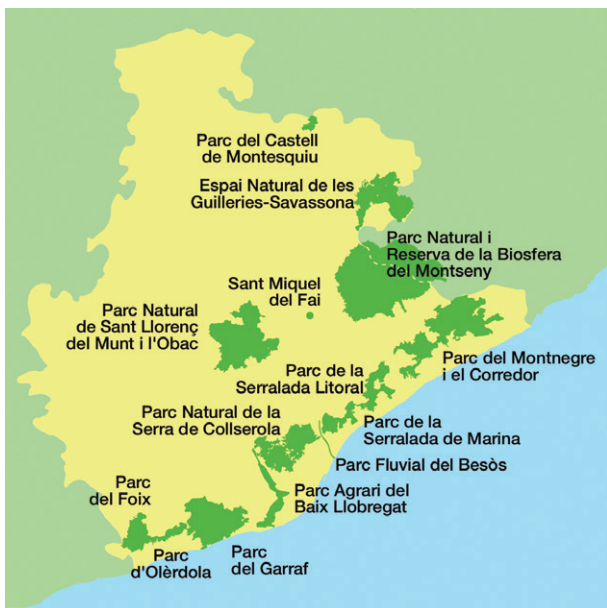 Parc del Castell
de Montesquiu
Espai Natural de les
Guilleries-Savassona
Parc Natural i
Reserva de la Biosfera
del Montseny
Sant Miquel
del Fai
Parc Natural
de Sant Llorenç
del Munt i l'Obac
Parc del Montnegre
i el Corredor
Parc de la
Serralada Litoral
Parc Natural de la
Serra de Collserola
Parc de la
Serralada de Marina
Parc Fluvial del Besòs
Parc Agrari del
Baix Llobregat
Parc
del Foix
Parc
d'Olèrdola
Parc
del Garraf